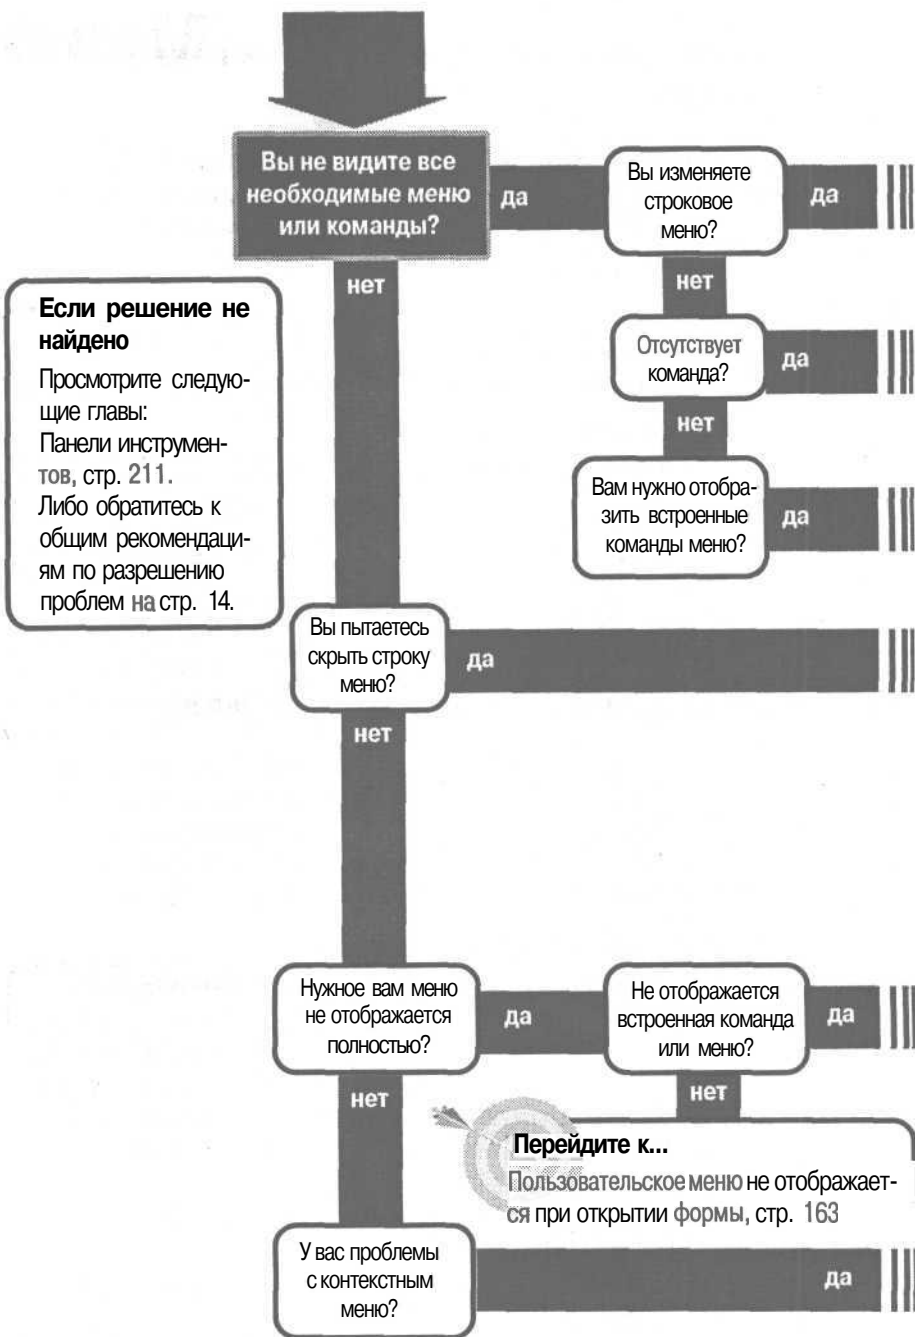 Вы не видите все
необходимые меню
или команды?
да
Вы изменяете
строковое
меню?
да
нет
нет
Если решение не
найдено
Просмотрите следую-
щие главы:
Панели инструмен-
тов, стр. 211.
Либо обратитесь к
общим рекомендаци-
ям по разрешению
проблем на стр. 14.
Отсутствует
команда?
да
нет
Вам нужно отобра-
зить встроенные
команды меню?
да
Вы пытаетесь
скрыть строку
меню?
да
нет
Нужное вам меню
не отображается
полностью?
да
Не отображается
встроенная команда
или меню?
да
нет
нет
Перейдите к...
Пользовательское меню не отображает-
ся при открытии формы, стр. 163
У вас проблемы
с контекстным
меню?
да